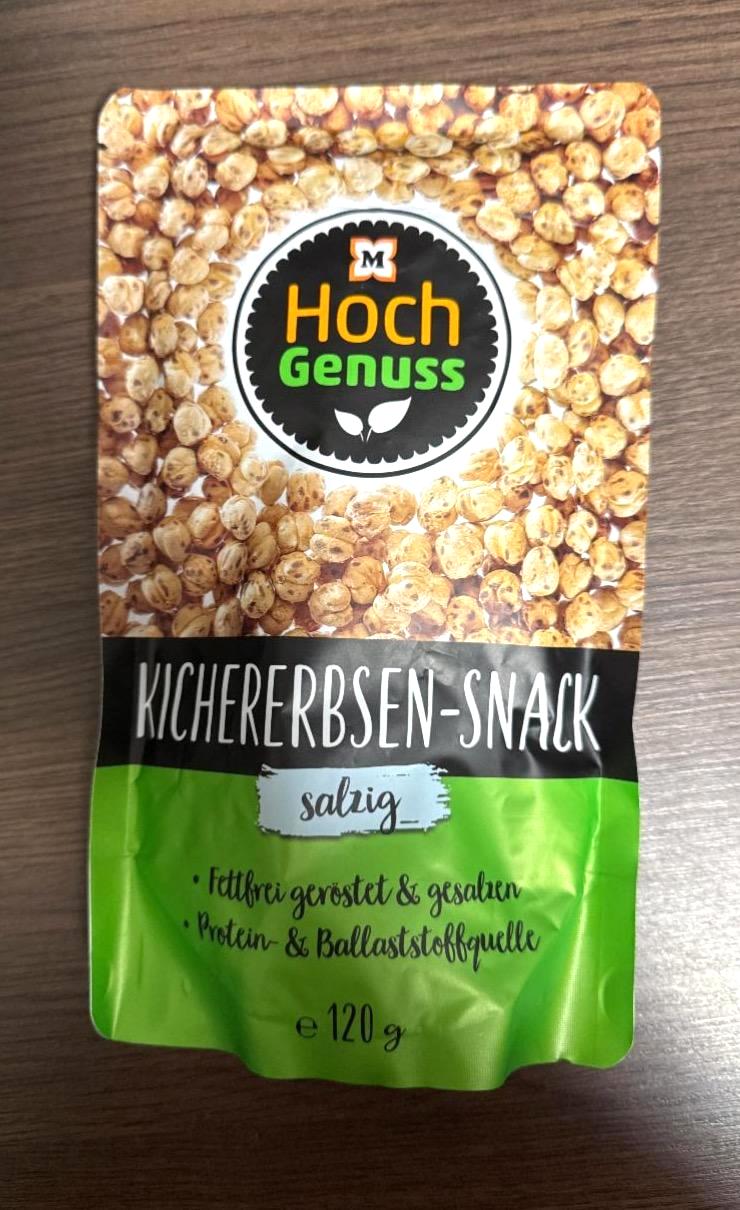 M
Hoch
Genuss
KICHERERBSEN-SNACK
salzig
• Fettfrei geröstet & gesalzen
• Protein- & Ballaststoffquelle
℮ 120 g